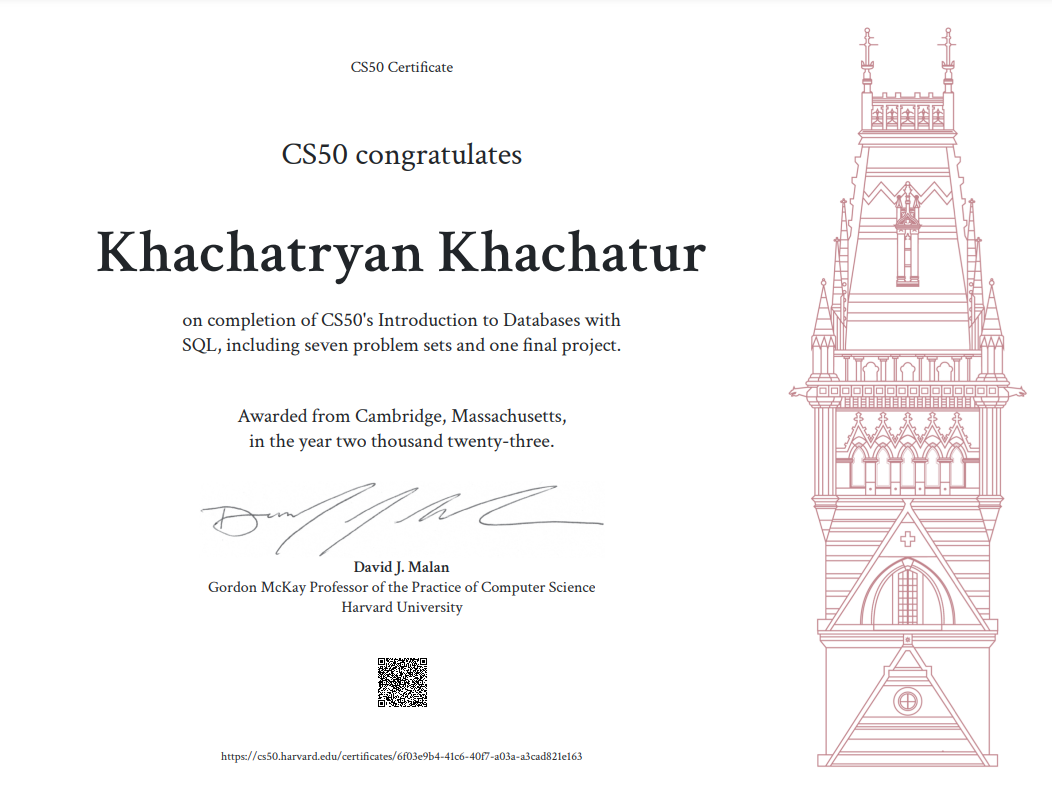 CS50 Certificate
CS50 congratulates
Khachatryan Khachatur
on completion of CS50's Introduction to Databases with
SQL, including seven problem sets and one final project.
Awarded from Cambridge, Massachusetts,
in the year two thousand twenty-three.
David J. Malan
Gordon McKay Professor of the Practice of Computer Science
Harvard University
https://cs50.harvard.edu/certificates/6f03e9b4-41c6-40f7-a03a-a3cad821e163